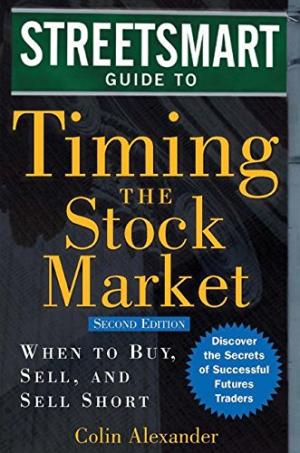 STREETSMART
GUIDE TO
Timing
THE
Stock
Market
SECOND EDITION
WHEN TO BUY,
SELL, AND
SELL SHORT
Discover
the Secrets
of Successful
Futures
Traders
Colin Alexander